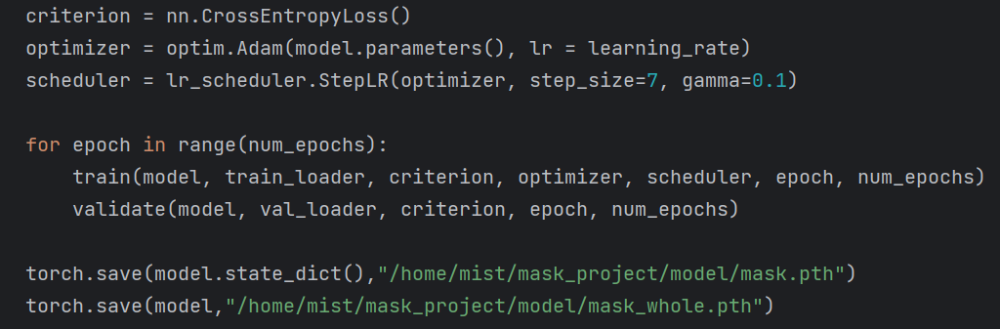 criterion = nn.CrossEntropyLoss()
optimizer = optim.Adam(model.parameters(), lr = learning_rate)
scheduler = lr_scheduler.StepLR(optimizer, step_size=7, gamma=0.1)
for epoch in range(num_epochs):
    train(model, train_loader, criterion, optimizer, scheduler, epoch, num_epochs)
    validate(model, val_loader, criterion, epoch, num_epochs)
torch.save(model.state_dict(),"/home/mist/mask_project/model/mask.pth")
torch.save(model,"/home/mist/mask_project/model/mask_whole.pth")